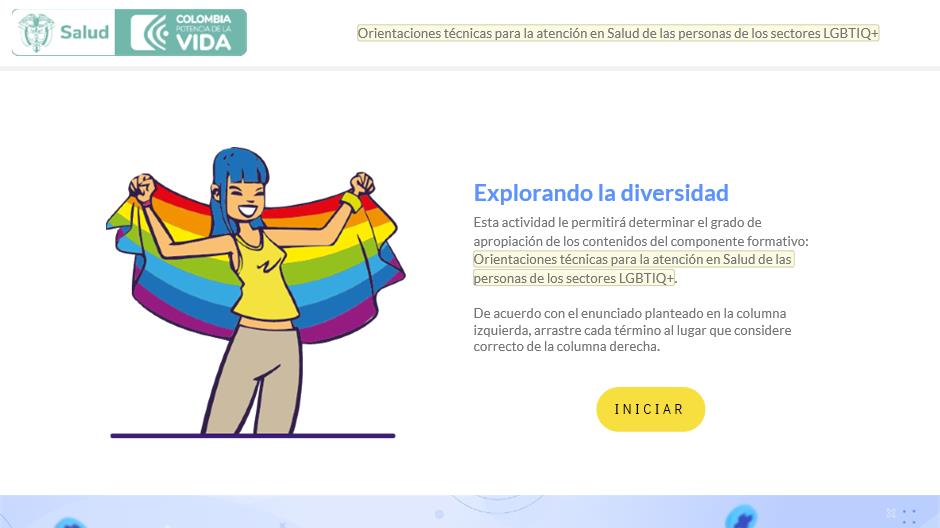 Salud
COLOMBIA
POTENCIA DE LA
VIDA
Orientaciones técnicas para la atención en Salud de las personas de los sectores LGBTIQ+
Explorando la diversidad
Esta actividad le permitirá determinar el grado de
apropiación de los contenidos del componente formativo:
Orientaciones técnicas para la atención en Salud de las
personas de los sectores LGBTIQ+.
De acuerdo con el enunciado planteado en la columna
izquierda, arrastre cada término al lugar que considere
correcto de la columna derecha.
INICIAR